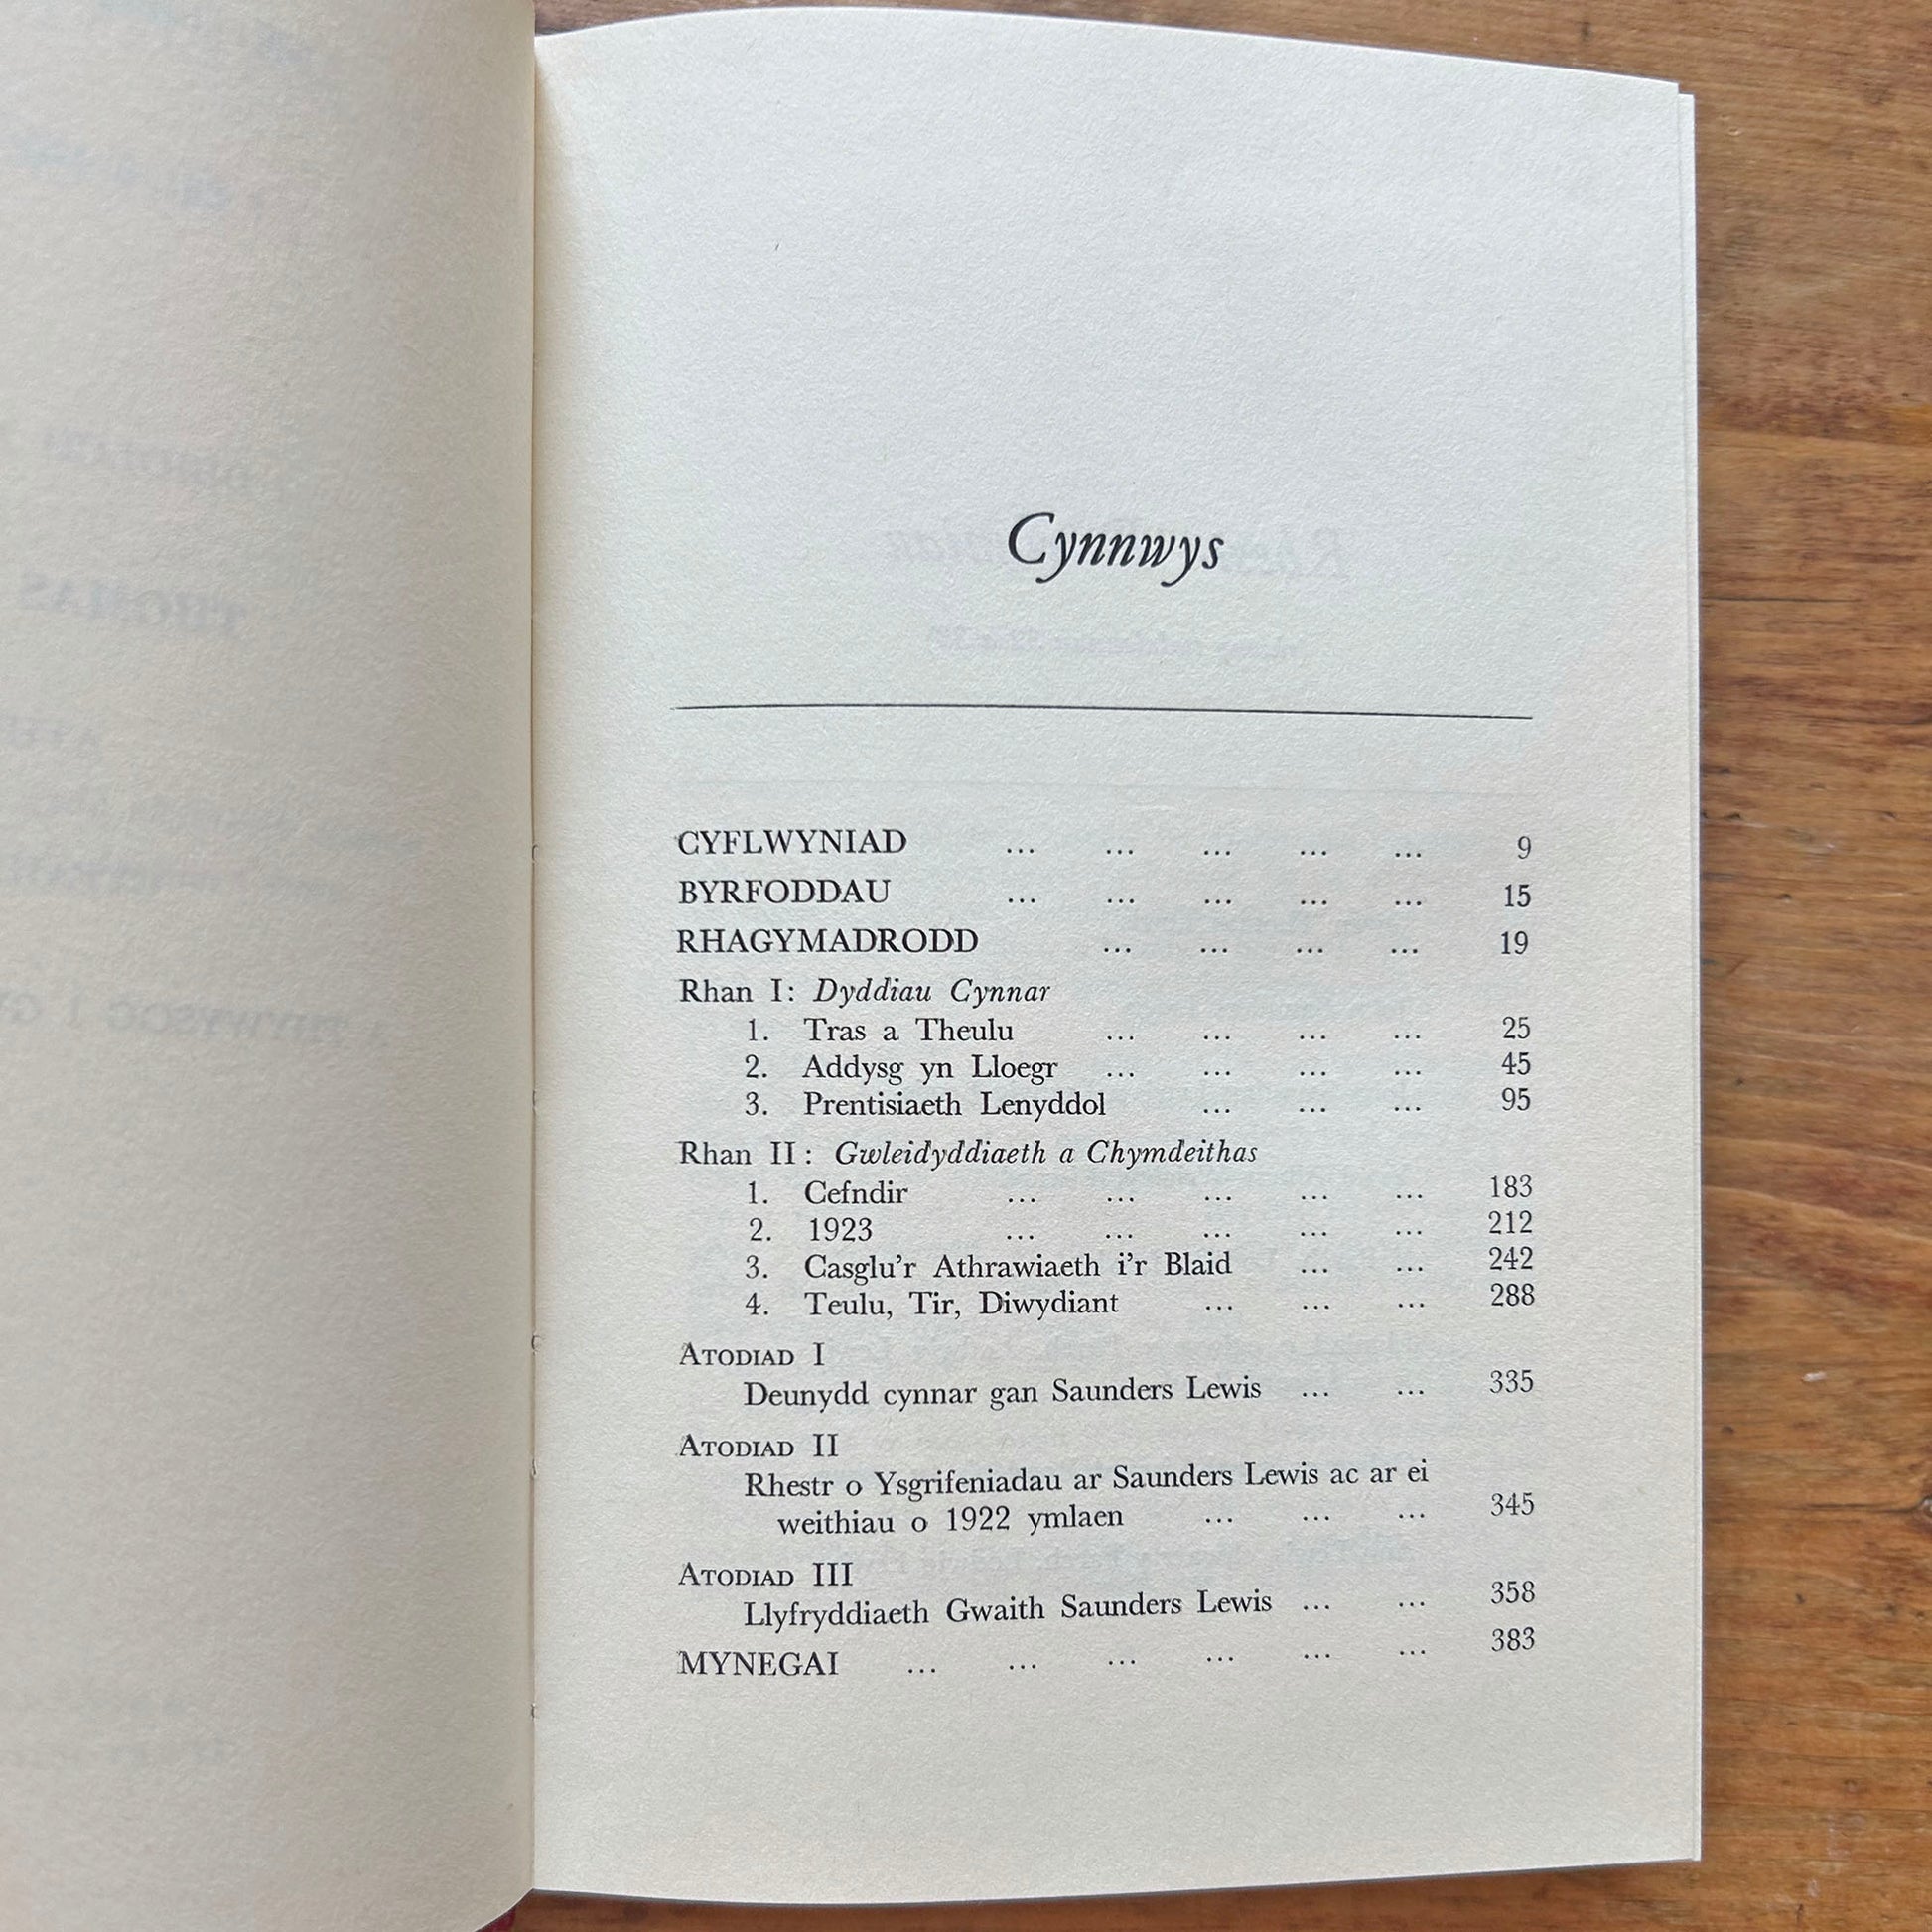 Cynnwys
CYFLWYNIAD ... ... ... ... ... 9
BYRFODDAU ... ... ... ... ... 15
RHAGYMADRODD ... ... ... ... 19
Rhan I: Dyddiau Cynnar
1. Tras a Theulu ... ... ... ... 25
2. Addysg yn Lloegr ... ... ... ... 45
3. Prentisiaeth Lenyddol ... ... ... 95
Rhan II: Gwleidyddiaeth a Chymdeithas
1. Cefndir ... ... ... ... ... 183
2. 1923 ... ... ... ... ... 212
3. Casglu'r Athrawiaeth i'r Blaid ... ... 242
4. Teulu, Tir, Diwydiant ... ... ... 288
ATODIAD I
Deunydd cynnar gan Saunders Lewis ... ... 335
ATODIAD II
Rhestr o Ysgrifeniadau ar Saunders Lewis ac ar ei
weithiau o 1922 ymlaen ... ... ... 345
ATODIAD III
Llyfryddiaeth Gwaith Saunders Lewis ... ... 358
MYNEGAI ... ... ... ... ... ... 383